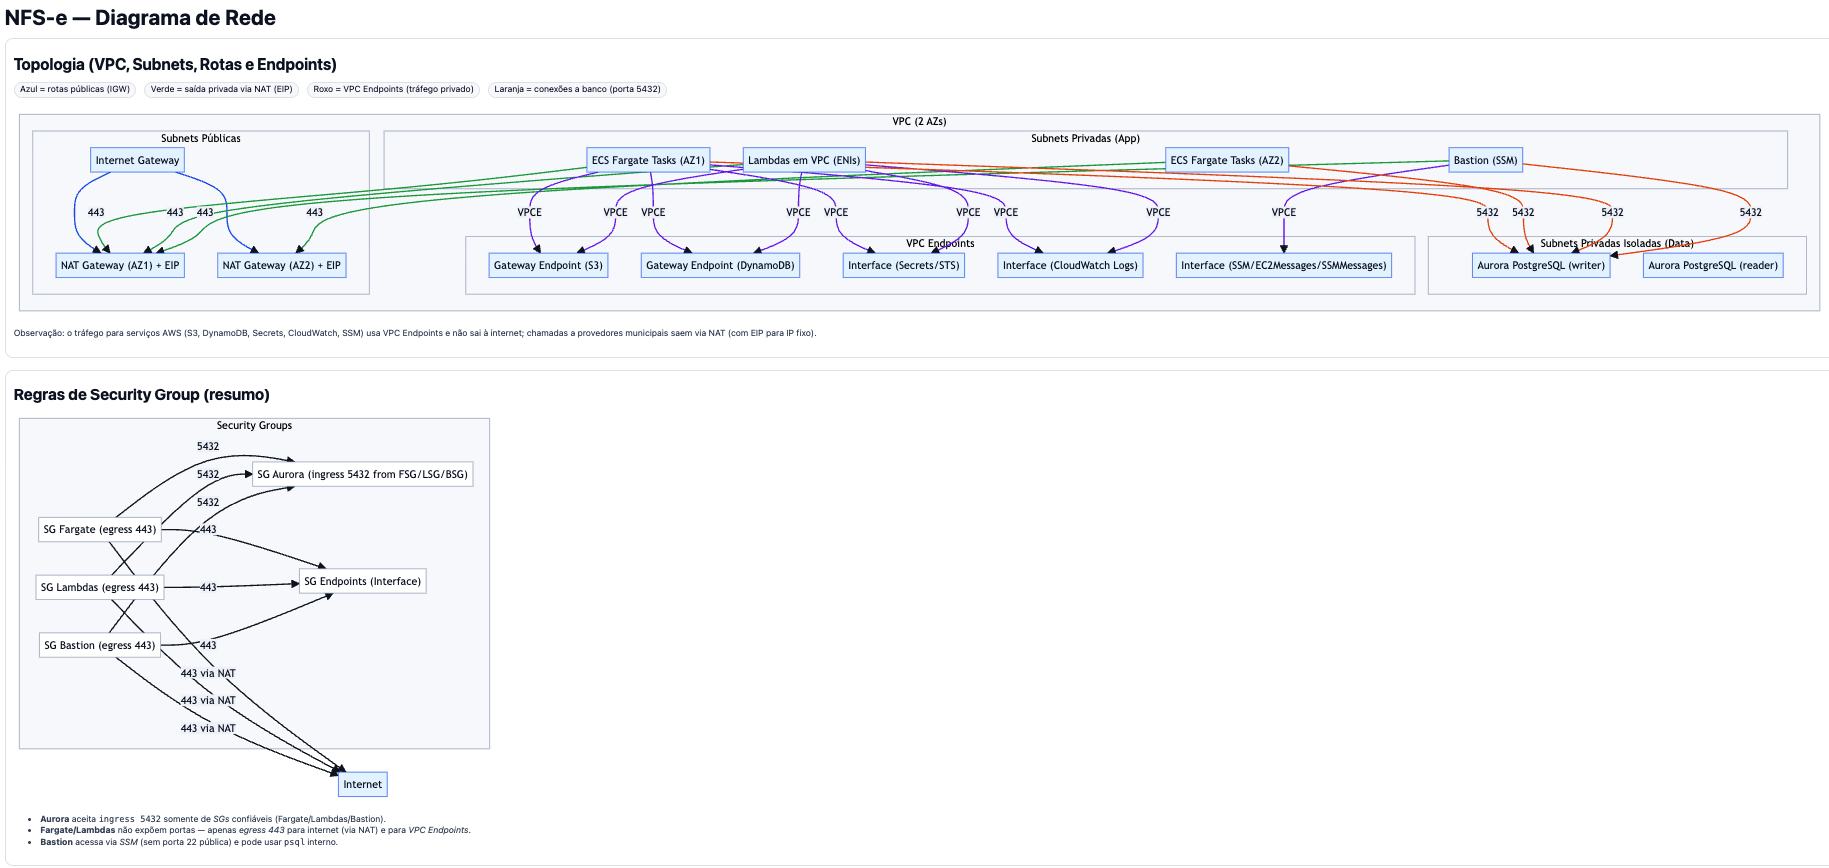 NFS-e — Diagrama de Rede
Topologia (VPC, Subnets, Rotas e Endpoints)
Azul = rotas públicas (IGW)
Verde = saída privada via NAT (EIP)
Roxo = VPC Endpoints (tráfego privado)
Laranja = conexões a banco (porta 5432)
VPC (2 AZs)
Subnets Públicas
Subnets Privadas (App)
Internet Gateway
ECS Fargate Tasks (AZ1)
Lambdas em VPC (ENIs)
ECS Fargate Tasks (AZ2)
Bastion (SSM)
443
443
443
443
VPCE
VPCE
VPCE
VPCE
VPCE
VPCE
VPCE
VPCE
VPCE
5432
5432
5432
5432
VPC Endpoints
Subnets Privadas Isoladas (Data)
NAT Gateway (AZ1) + EIP
NAT Gateway (AZ2) + EIP
Gateway Endpoint (S3)
Gateway Endpoint (DynamoDB)
Interface (Secrets/STS)
Interface (CloudWatch Logs)
Interface (SSM/EC2Messages/SSMMessages)
Aurora PostgreSQL (writer)
Aurora PostgreSQL (reader)
Observação: o tráfego para serviços AWS (S3, DynamoDB, Secrets, CloudWatch, SSM) usa VPC Endpoints e não sai à internet; chamadas a provedores municipais saem via NAT (com EIP para IP fixo).
Regras de Security Group (resumo)
Security Groups
5432
5432
5432
SG Aurora (ingress 5432 from FSG/LSG/BSG)
SG Fargate (egress 443)
443
SG Endpoints (Interface)
SG Lambdas (egress 443)
443
SG Bastion (egress 443)
443
443 via NAT
443 via NAT
443 via NAT
Internet
• Aurora aceita ingress 5432 somente de SGs confiáveis (Fargate/Lambdas/Bastion).
• Fargate/Lambdas não expõem portas — apenas egress 443 para internet (via NAT) e para VPC Endpoints.
• Bastion acessa via SSM (sem porta 22 pública) e pode usar psql interno.